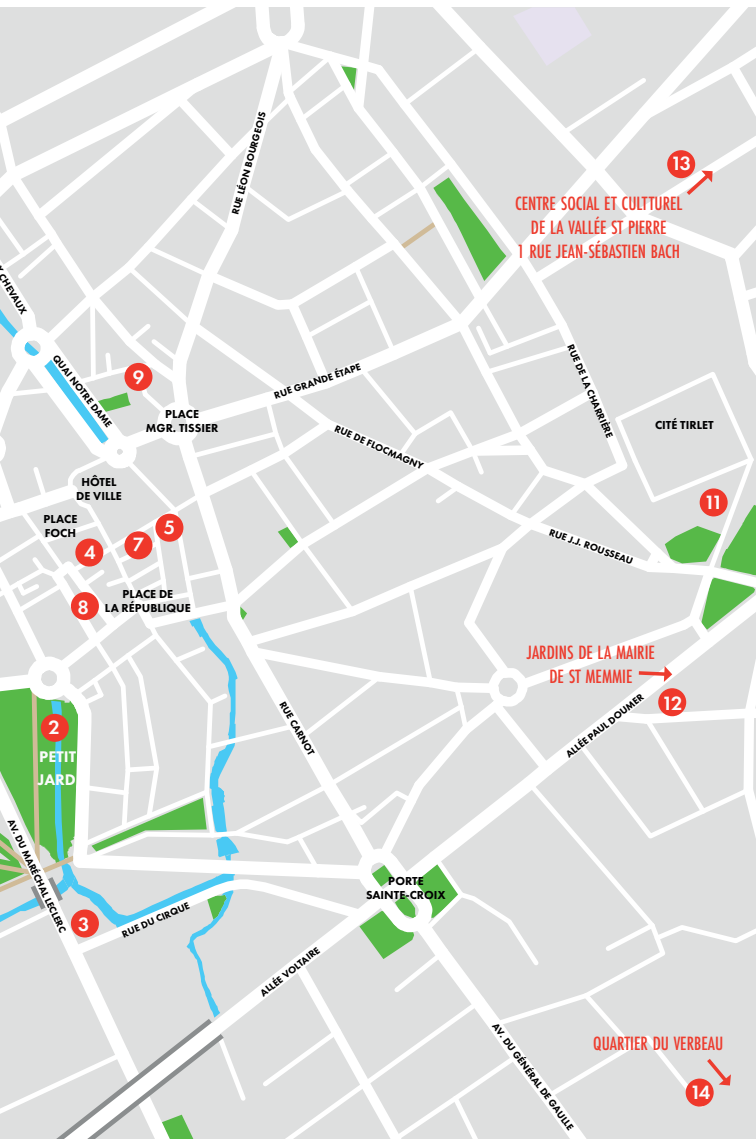 RUE LÉON BOURGEOIS
13
CENTRE SOCIAL ET CULTTUREL
DE LA VALLÉE ST PIERRE
1 RUE JEAN-SÉBASTIEN BACH
CHEVAUX
QUAI NOTRE DAME
9
PLACE
MGR. TISSIER
RUE GRANDE ÉTAPE
RUE DE LA CHARRIÈRE
RUE DE FLOCMAGNY
CITÉ TIRLET
HÔTEL
DE VILLE
11
PLACE
FOCH
5
4
7
RUE J.J. ROUSSEAU
8
PLACE DE
LA RÉPUBLIQUE
JARDINS DE LA MAIRIE
DE ST MEMMIE
12
ALLÉE PAUL DOUMER
2
PETIT
JARD
RUE CARNOT
AV. DU MARÉCHAL LECLERC
PORTE
SAINTE-CROIX
3
RUE DU CIRQUE
ALLÉE VOLTAIRE
AV. DU GÉNÉRAL DE GAULLE
QUARTIER DU VERBEAU
14